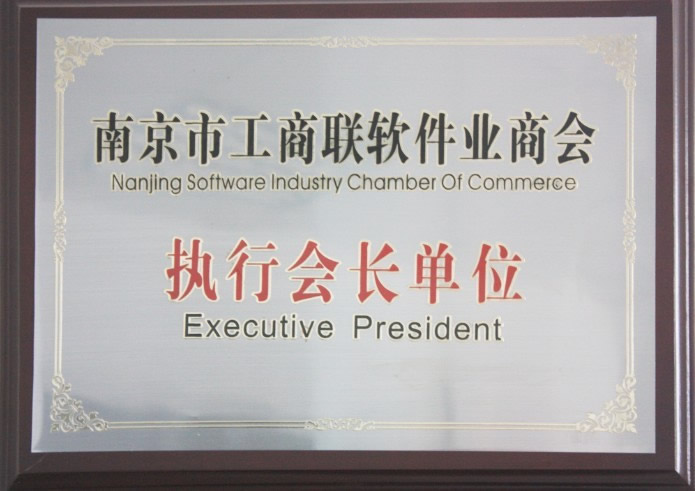 南京市工商联软件业商会
Nanjing Software Industry Chamber Of Commerce
执行会长单位
Executive President